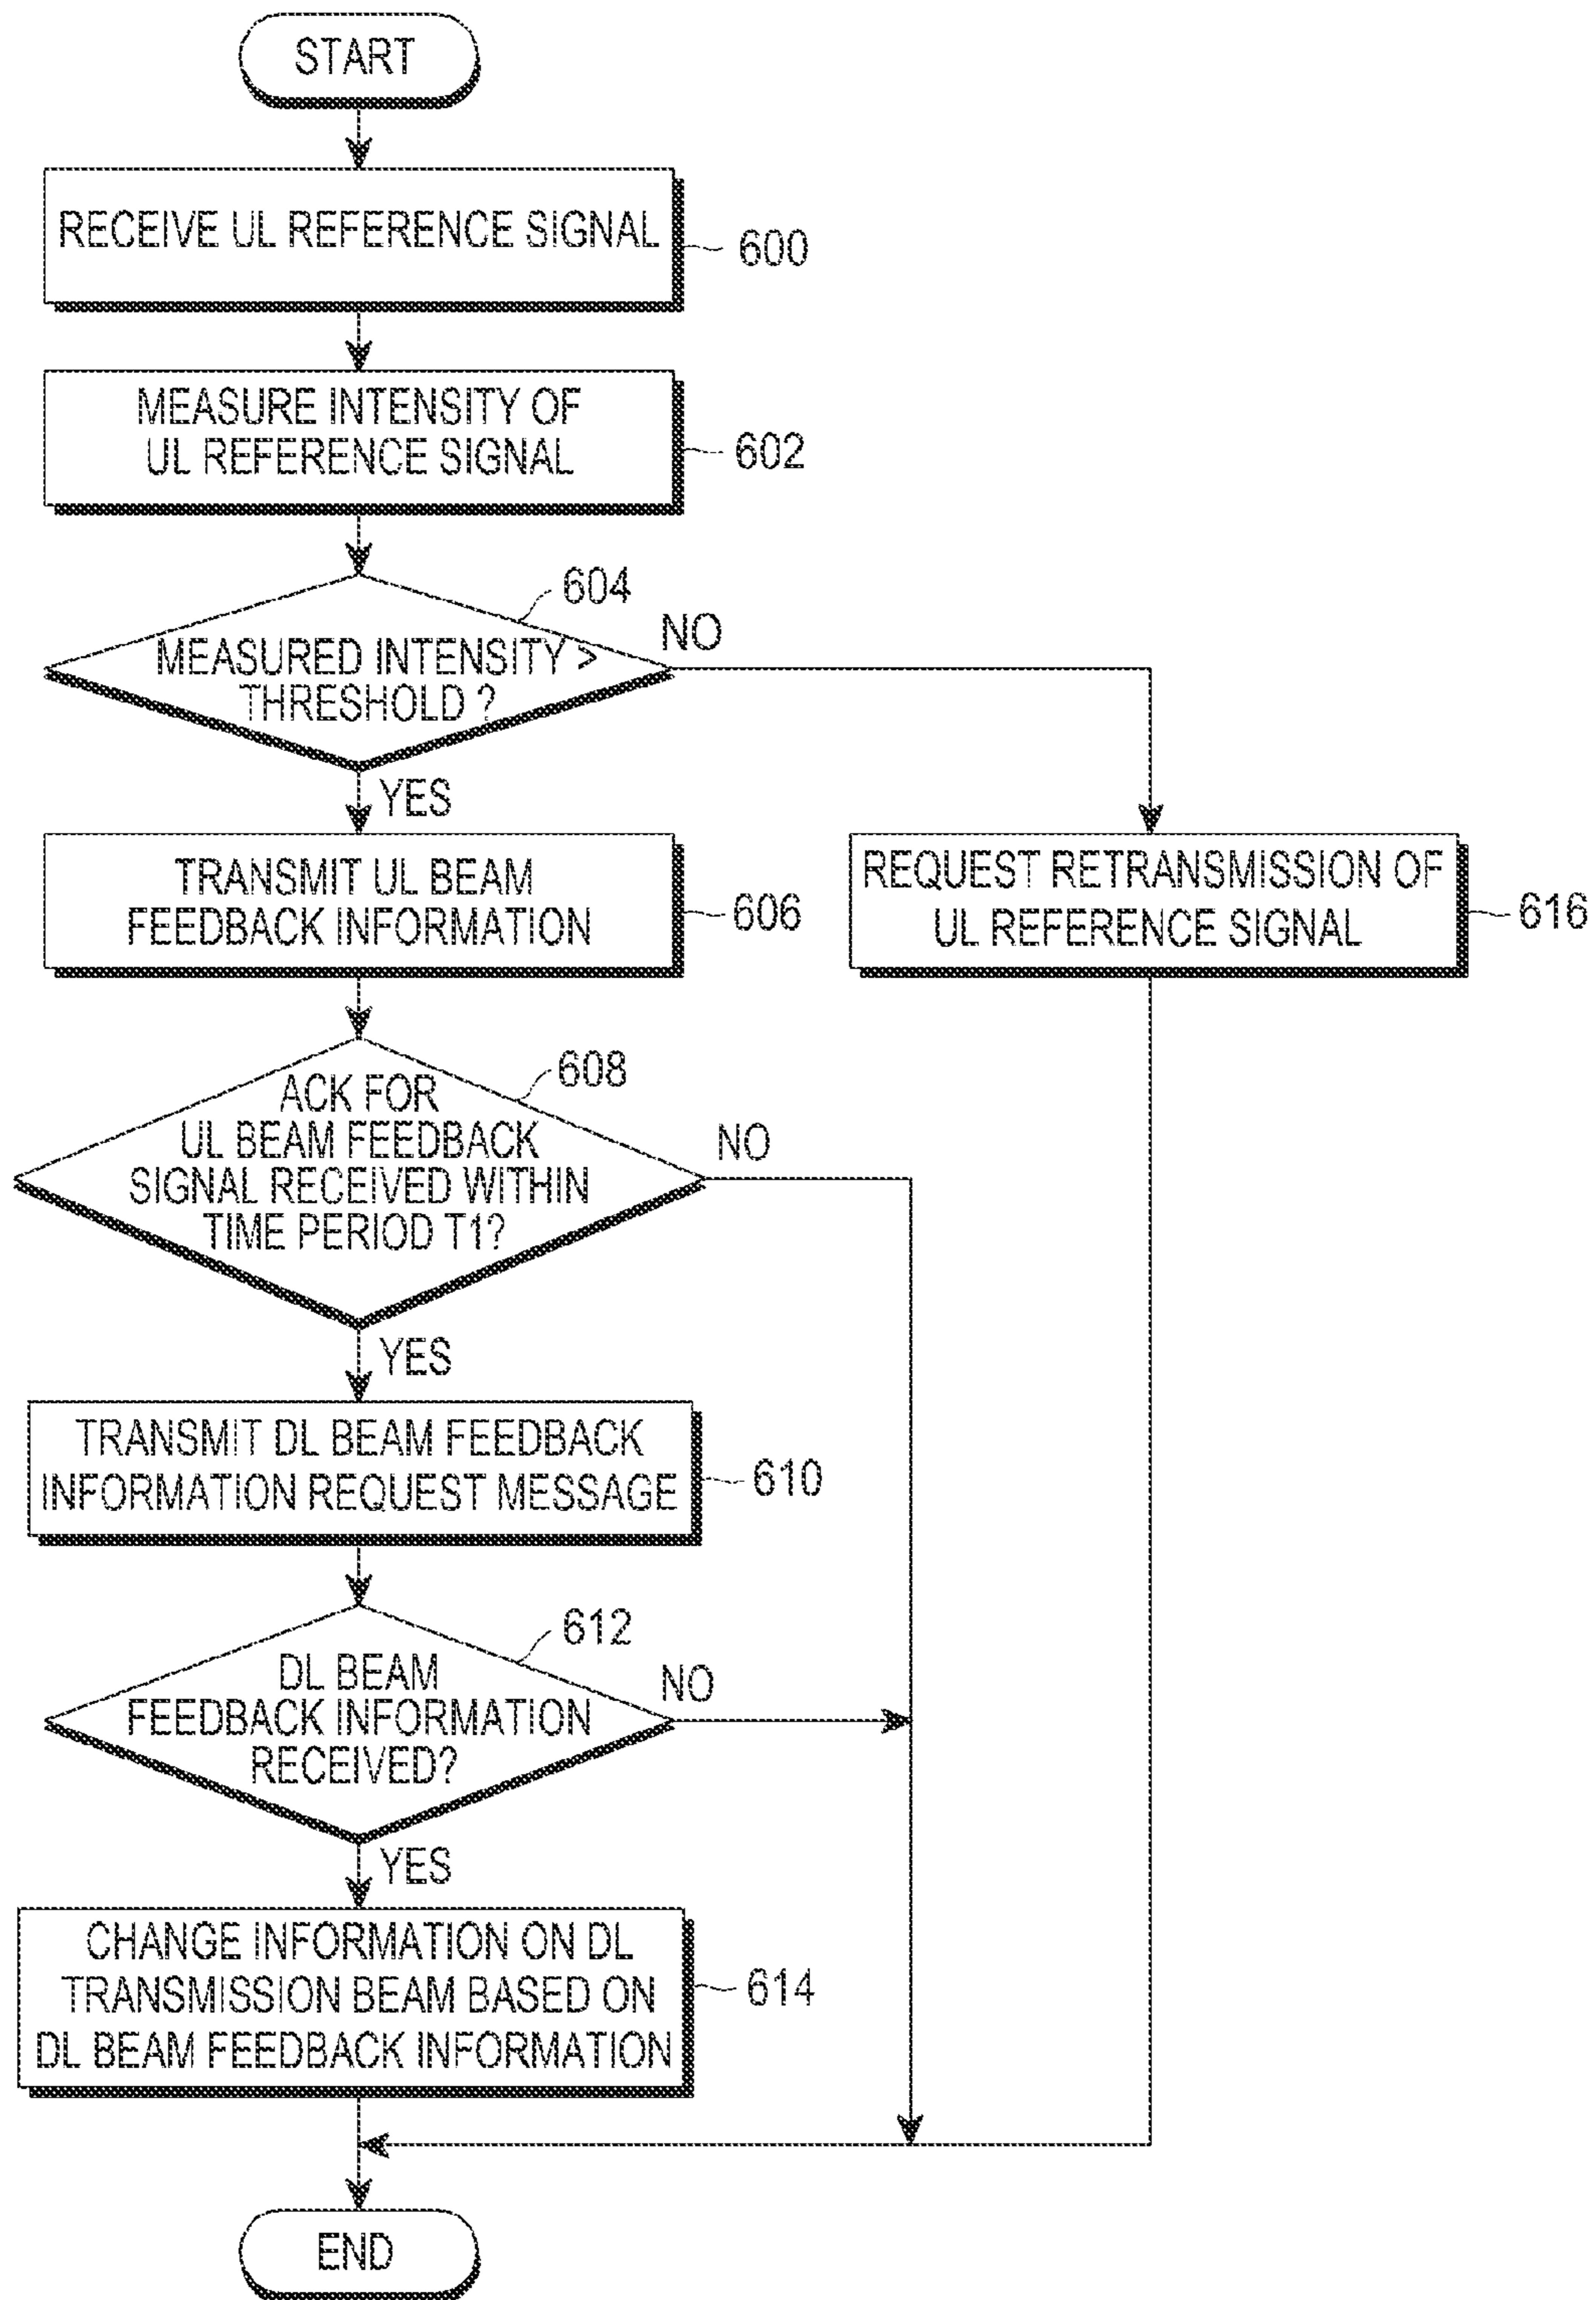 START
RECEIVE UL REFERENCE SIGNAL
600
MEASURE INTENSITY OF
UL REFERENCE SIGNAL
602
604
MEASURED INTENSITY >
THRESHOLD ?
NO
YES
TRANSMIT UL BEAM
FEEDBACK INFORMATION
606
REQUEST RETRANSMISSION OF
UL REFERENCE SIGNAL
616
608
ACK FOR
UL BEAM FEEDBACK
SIGNAL RECEIVED WITHIN
TIME PERIOD T1?
NO
YES
TRANSMIT DL BEAM FEEDBACK
INFORMATION REQUEST MESSAGE
610
612
DL BEAM
FEEDBACK INFORMATION
RECEIVED?
NO
YES
CHANGE INFORMATION ON DL
TRANSMISSION BEAM BASED ON
DL BEAM FEEDBACK INFORMATION
614
END